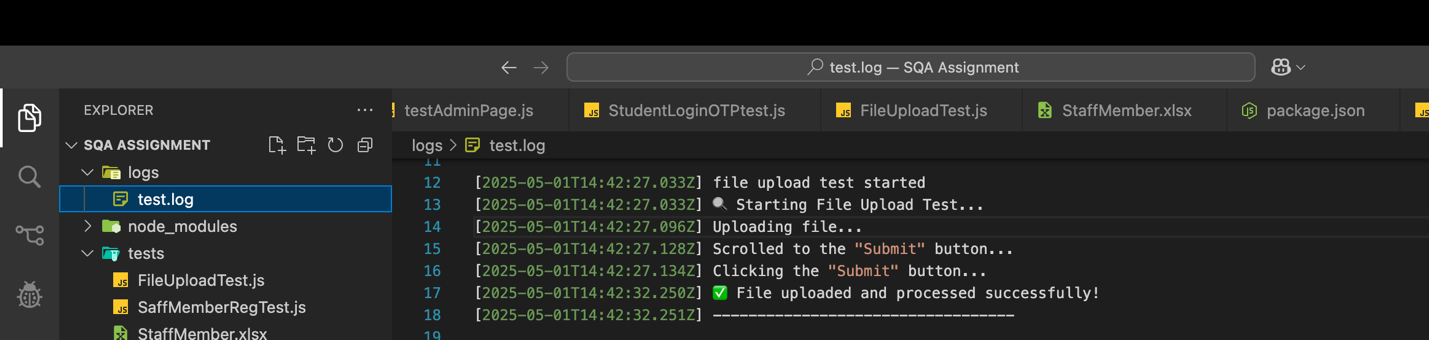 test.log — SQA Assignment
EXPLORER
testAdminPage.js
StudentLoginOTPtest.js
FileUploadTest.js
StaffMember.xlsx
package.json
SQA ASSIGNMENT
logs
test.log
node_modules
tests
FileUploadTest.js
SaffMemberRegTest.js
StaffMember.xlsx
logs > test.log
11
12 [2025-05-01T14:42:27.033Z] file upload test started
13 [2025-05-01T14:42:27.033Z] 🔍 Starting File Upload Test...
14 [2025-05-01T14:42:27.096Z] Uploading file...
15 [2025-05-01T14:42:27.128Z] Scrolled to the "Submit" button...
16 [2025-05-01T14:42:27.134Z] Clicking the "Submit" button...
17 [2025-05-01T14:42:32.250Z] ✅ File uploaded and processed successfully!
18 [2025-05-01T14:42:32.251Z] ----------------------------------
19